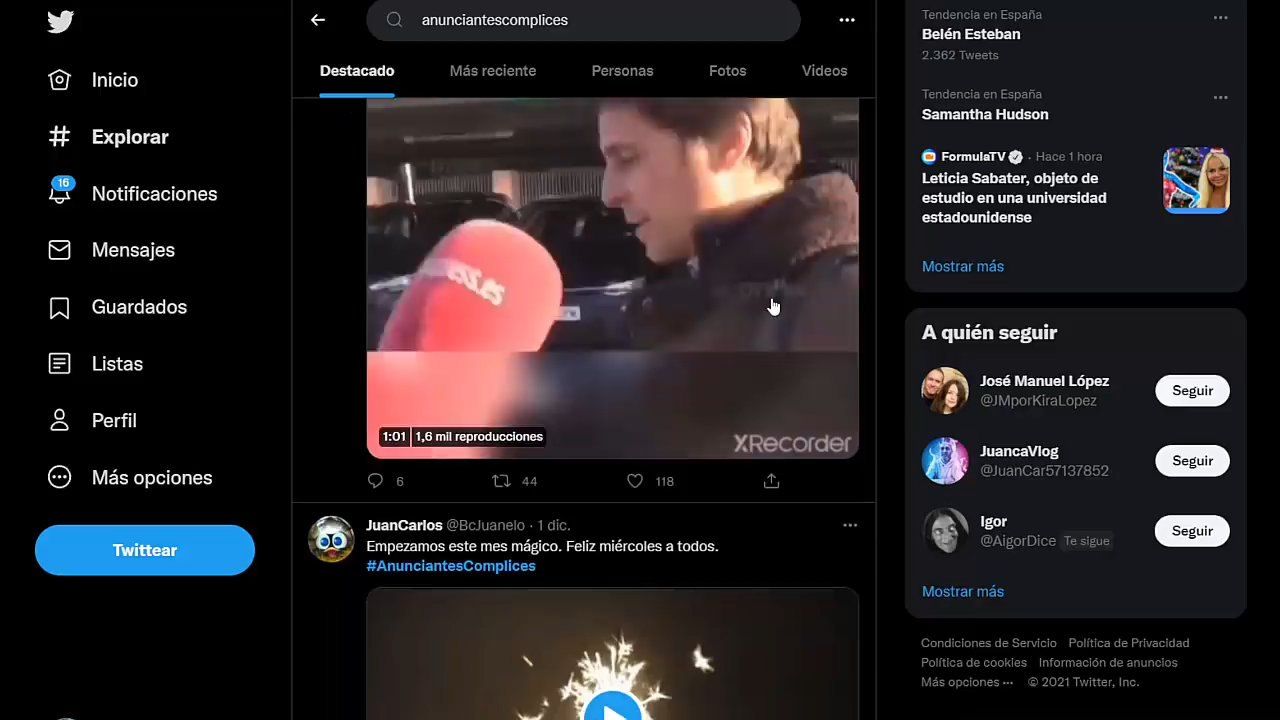 Inicio
Explorar
16
Notificaciones
Mensajes
Guardados
Listas
Perfil
Más opciones
Twittear
anunciantescomplices
Destacado
Más reciente
Personas
Fotos
Videos
1:01
1,6 mil reproducciones
XRecorder
6
44
118
JuanCarlos @BcJuanelo · 1 dic.
Empezamos este mes mágico. Feliz miércoles a todos.
#AnunciantesComplices
Tendencia en España
Belén Esteban
2.362 Tweets
Tendencia en España
Samantha Hudson
FormulaTV · Hace 1 hora
Leticia Sabater, objeto de
estudio en una universidad
estadounidense
Mostrar más
A quién seguir
José Manuel López
@JMporKiraLopez
Seguir
JuancaVlog
@JuanCar57137852
Seguir
Igor
@AigorDice Te sigue
Seguir
Mostrar más
Condiciones de Servicio Política de Privacidad
Política de cookies Información de anuncios
Más opciones ··· © 2021 Twitter, Inc.